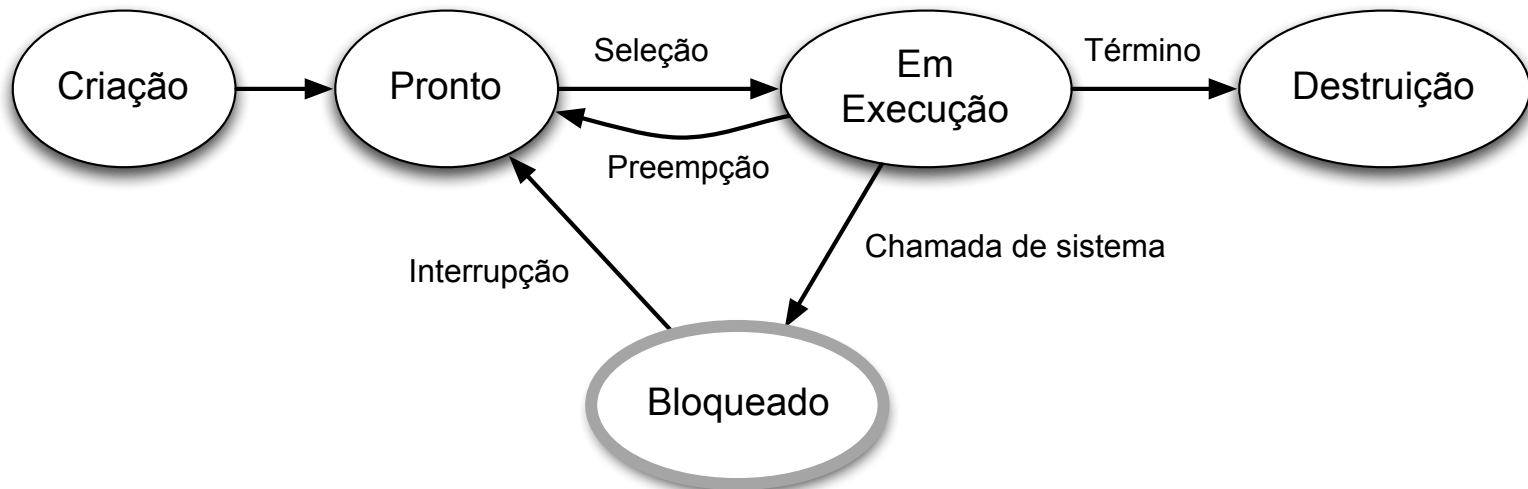 Criação
Pronto
Seleção
Em
Execução
Término
Destruição
Preempção
Interrupção
Chamada de sistema
Bloqueado